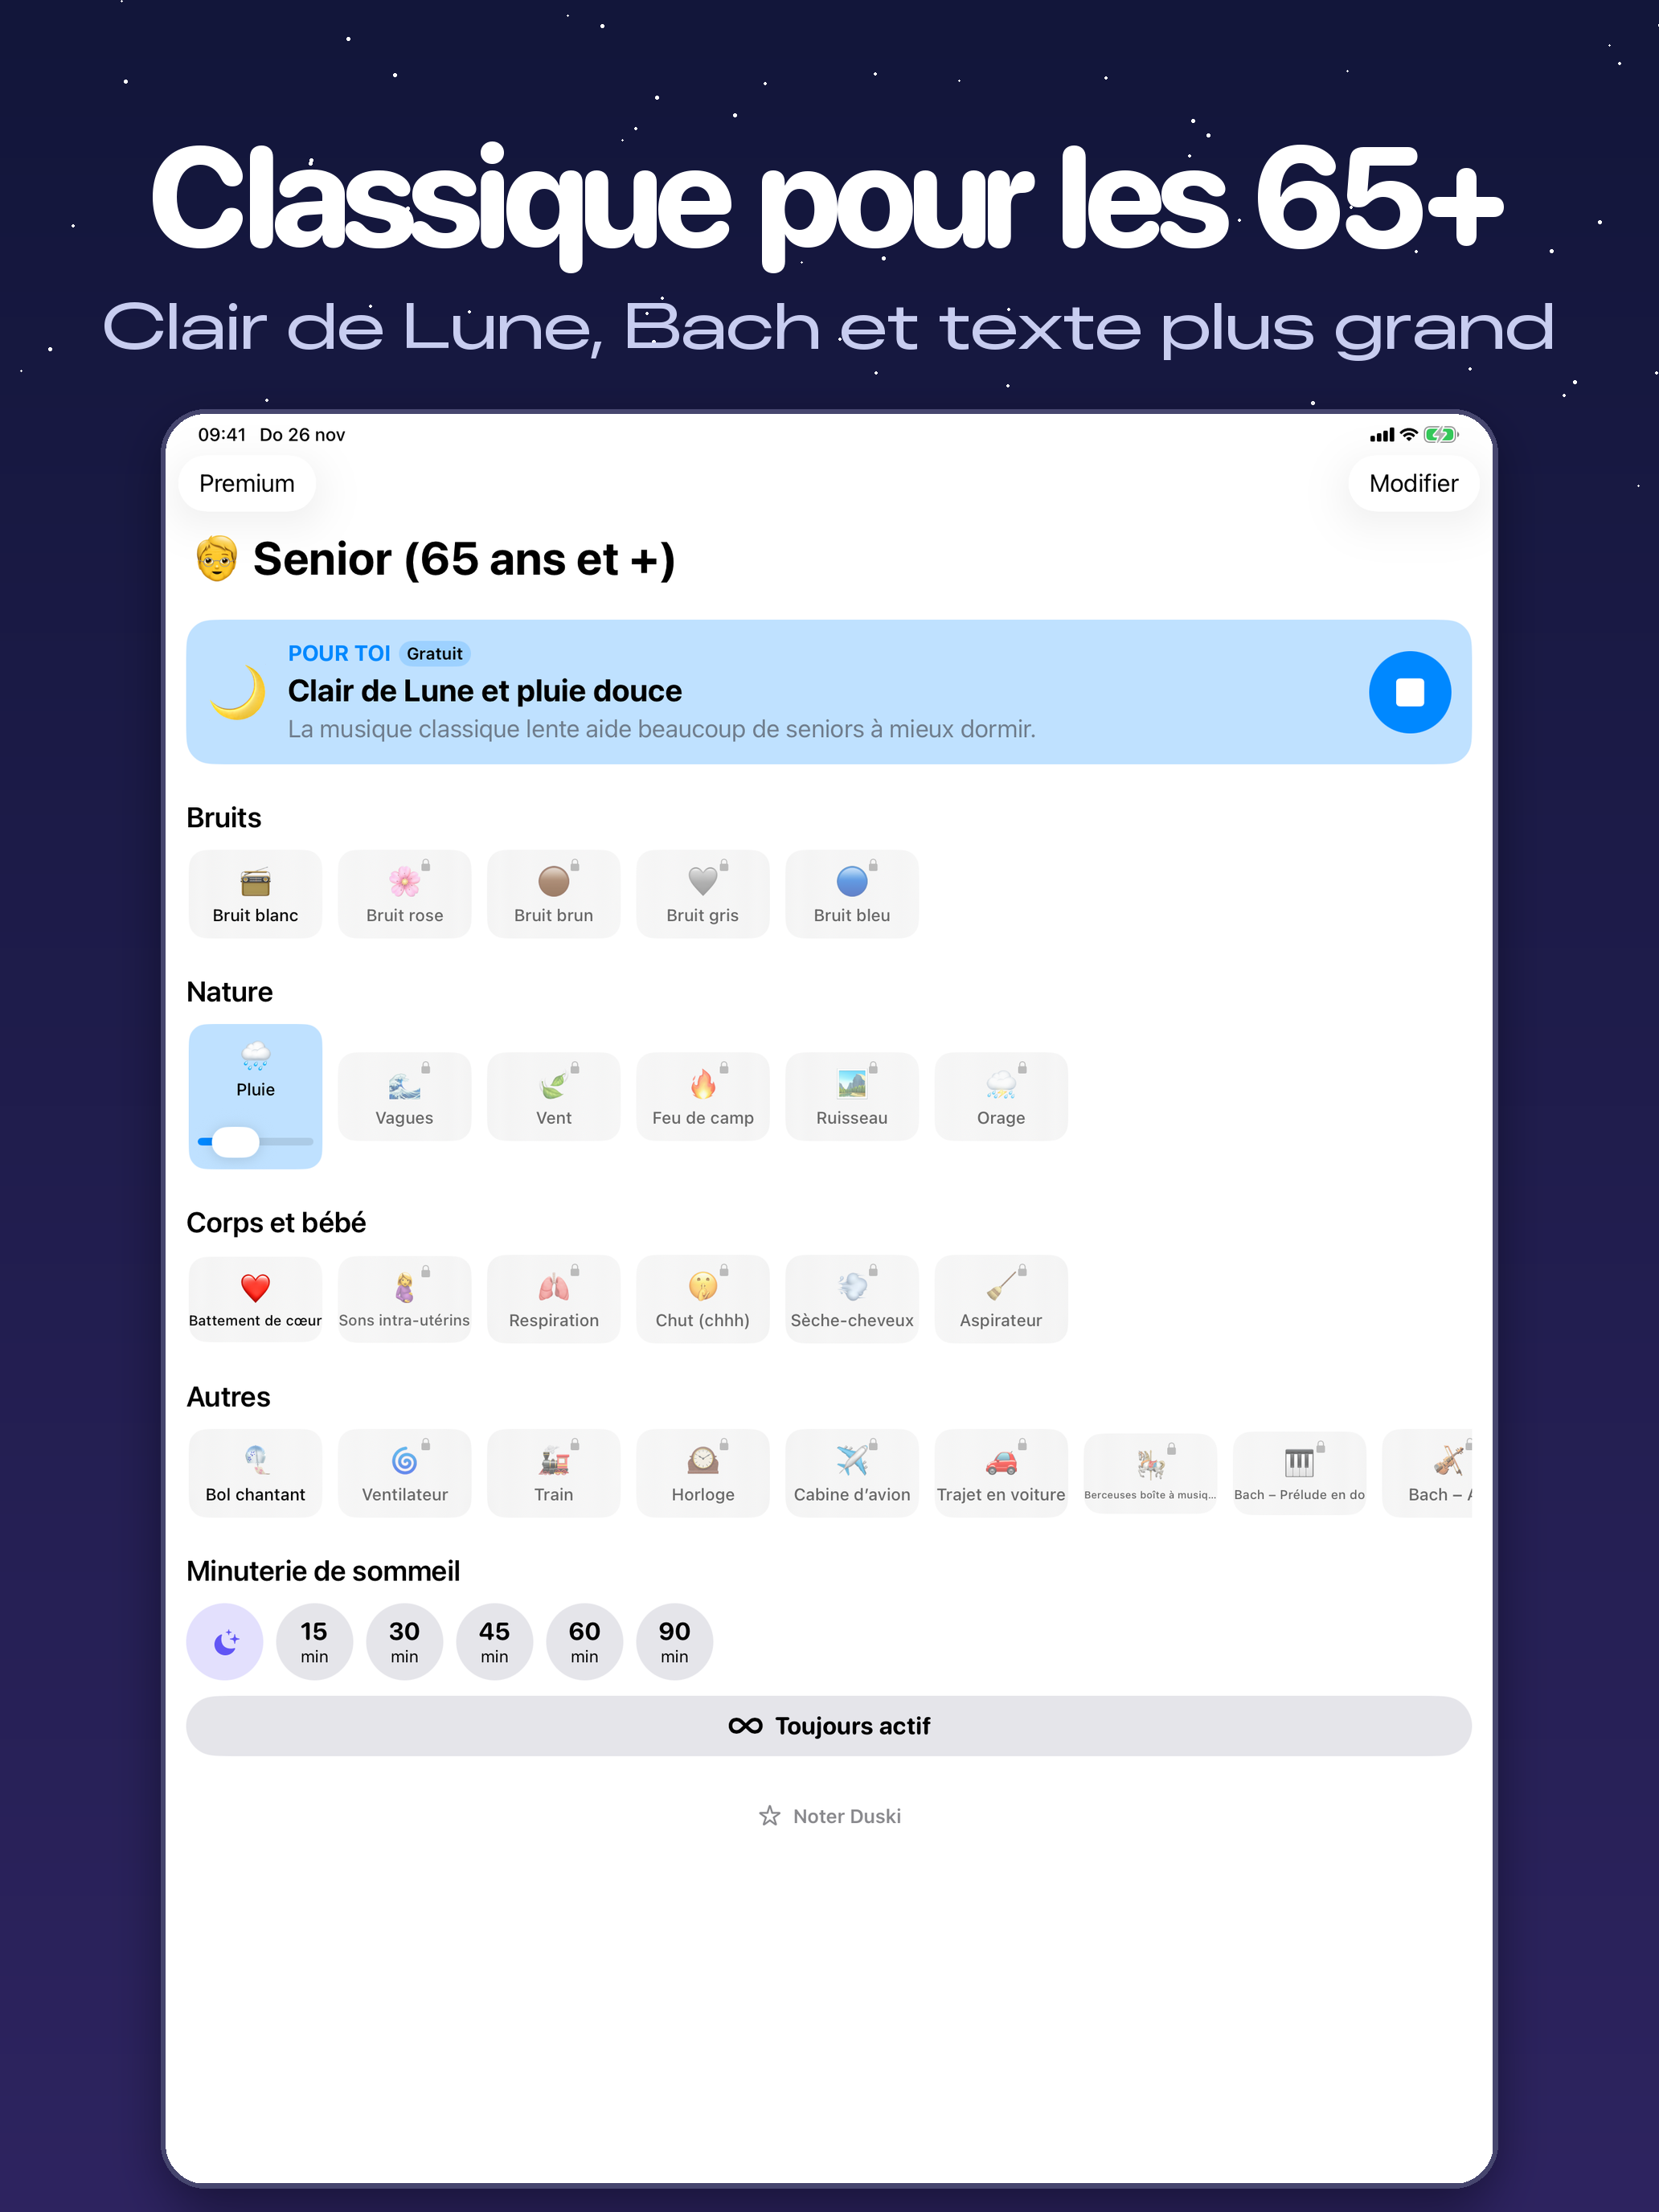 Classique pour les 65+
Clair de Lune, Bach et texte plus grand
09:41 Do 26 nov
Premium
Modifier
Senior (65 ans et +)
POUR TOI Gratuit
Clair de Lune et pluie douce
La musique classique lente aide beaucoup de seniors à mieux dormir.
Bruits
Bruit blanc
Bruit rose
Bruit brun
Bruit gris
Bruit bleu
Nature
Pluie
Vagues
Vent
Feu de camp
Ruisseau
Orage
Corps et bébé
Battement de cœur
Sons intra-utérins
Respiration
Chut (chhh)
Sèche-cheveux
Aspirateur
Autres
Bol chantant
Ventilateur
Train
Horloge
Cabine d’avion
Trajet en voiture
Berceuses boîte à musiq...
Bach – Prélude en do
Bach –
Minuterie de sommeil
15 min
30 min
45 min
60 min
90 min
Toujours actif
Noter Duski